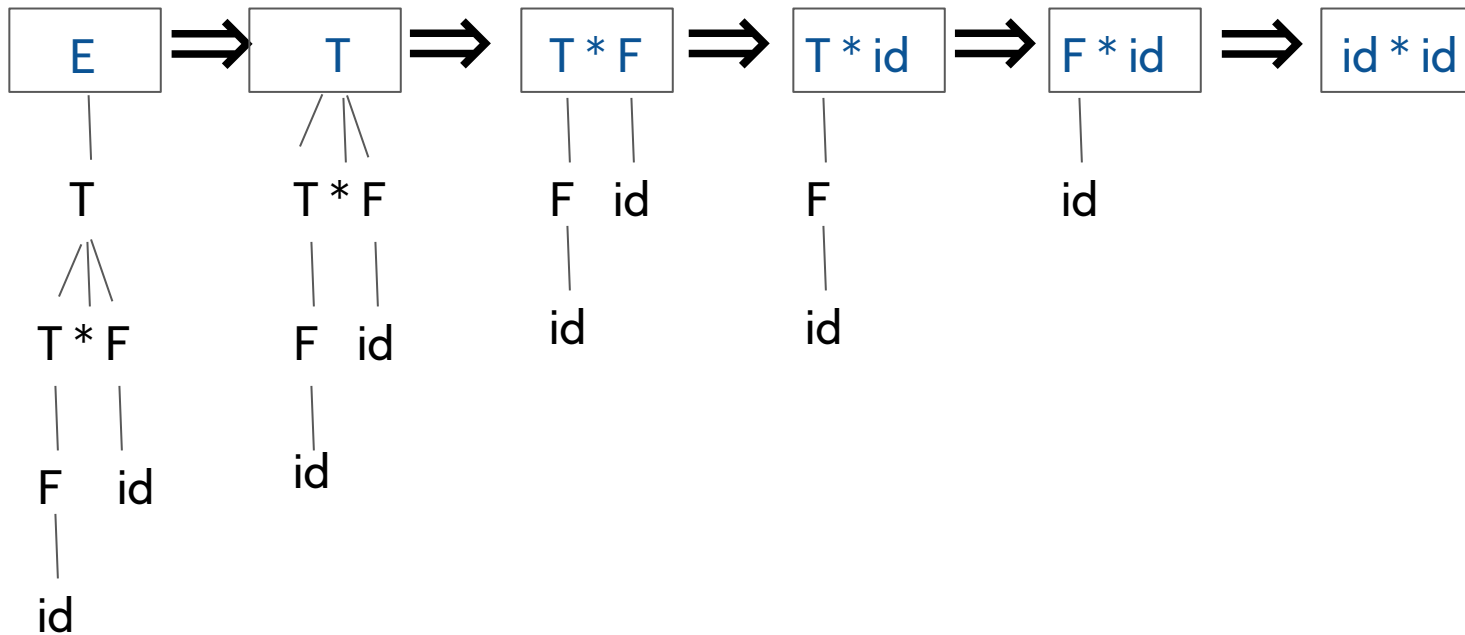 E ⇒ T ⇒ T * F ⇒ T * id ⇒ F * id ⇒ id * id
T T * F F id F id
T * F F id id id
F id id
id